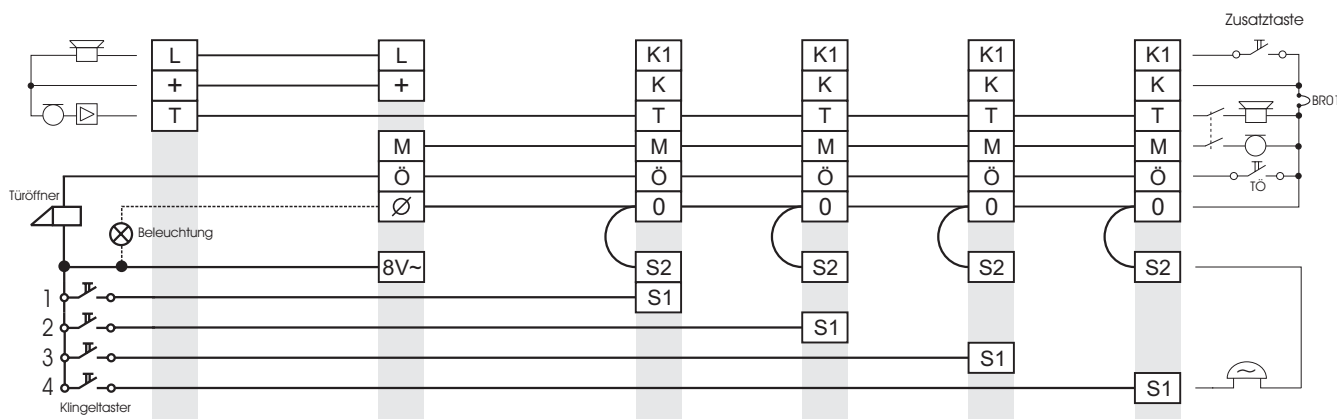 Zusatztaste
L L K1 K1 K1 K1
+ + K K K K
BR01
T T T T T
M M M M M
Ö Ö Ö Ö Ö
TÖ
Türöffner
Ø 0 0 0 0
Beleuchtung
8V~ S2 S2 S2 S2
1 S1
2 S1
3 S1
4 S1
Klingeltaster